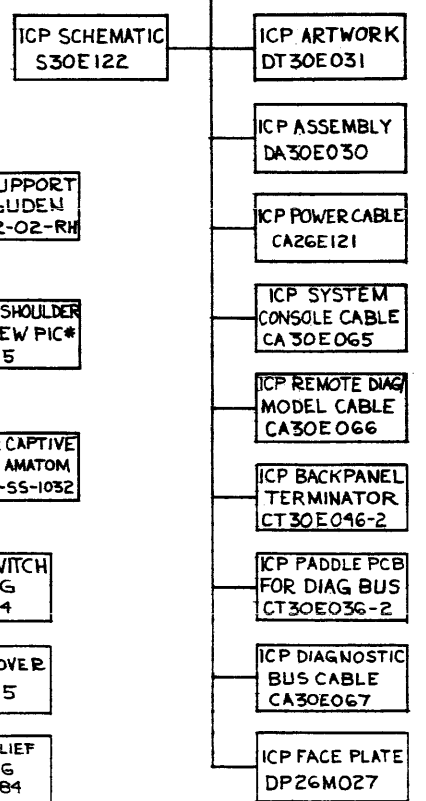 ICP SCHEMATIC
S30E122
ICP ARTWORK
DT30E031
ICP ASSEMBLY
DA30E030
UPPORT
UDEN
2-02-RH
ICP POWER CABLE
CA26E121
SHOULDER
EW PIC#
5
ICP SYSTEM
CONSOLE CABLE
CA30E065
ICP REMOTE DIAG/
MODEL CABLE
CA30E066
CAPTIVE
AMATOM
-SS-1032
ICP BACKPANEL
TERMINATOR
CT30E046-2
WITCH
G
4
ICP PADDLE PCB
FOR DIAG BUS
CT30E036-2
OVER
5
ICP DIAGNOSTIC
BUS CABLE
CA30E067
LIEF
G
84
ICP FACE PLATE
DP26M027